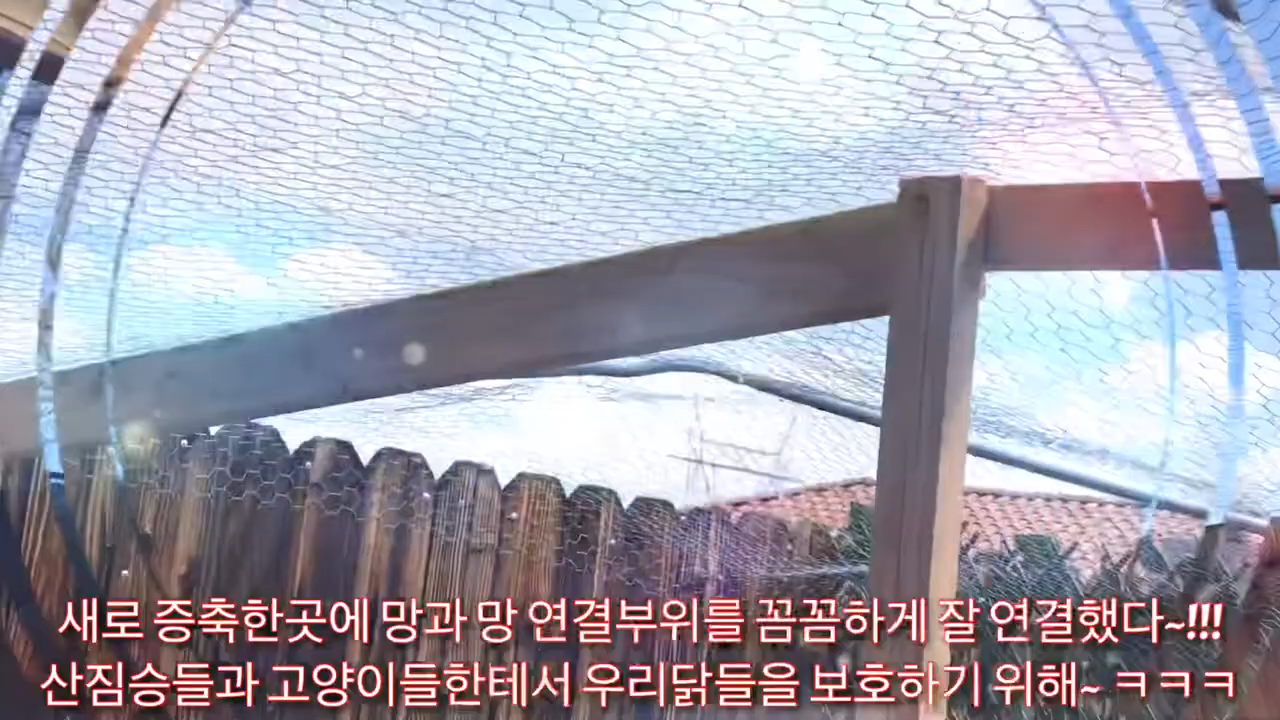 새로 증축한곳에 망과 망 연결부위를 꼼꼼하게 잘 연결했다~!!!
산짐승들과 고양이들한테서 우리닭들을 보호하기 위해~ ㅋㅋㅋ